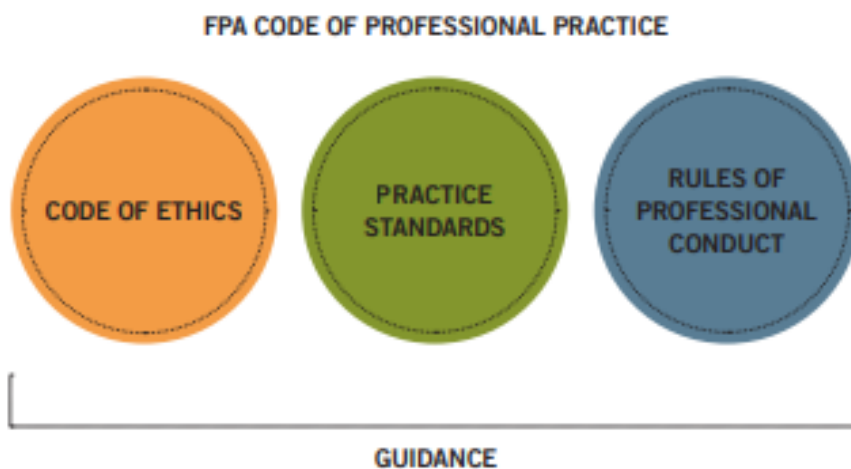 FPA CODE OF PROFESSIONAL PRACTICE
CODE OF ETHICS
PRACTICE
STANDARDS
RULES OF
PROFESSIONAL
CONDUCT
GUIDANCE